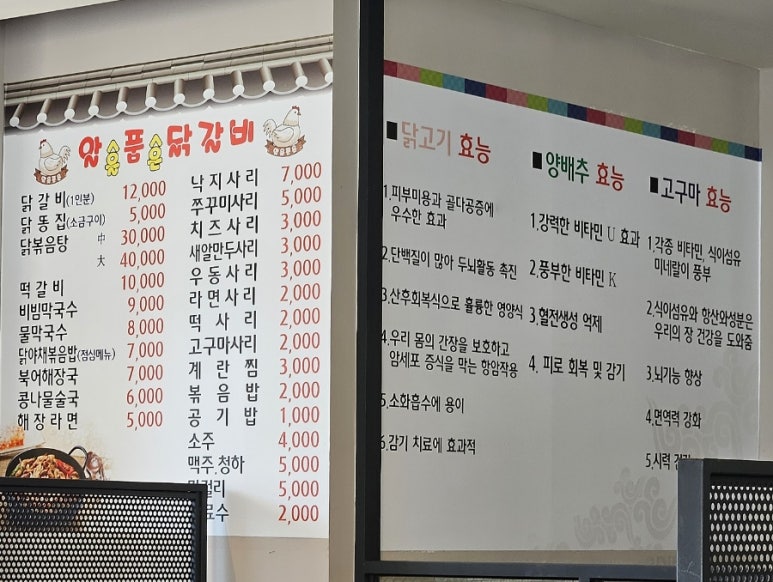 품 닭갈비
닭갈비(1인분) 12,000
닭똥집(소금구이) 5,000
닭볶음탕 中 30,000
大 40,000
떡갈비 10,000
비빔막국수 9,000
물막국수 8,000
닭야채볶음밥(점심메뉴) 7,000
북어해장국 7,000
콩나물술국 6,000
해장라면 5,000
낙지사리 7,000
쭈꾸미사리 5,000
치즈사리 3,000
새알만두사리 3,000
우동사리 3,000
라면사리 2,000
떡사리 2,000
고구마사리 2,000
계란찜 3,000
볶음밥 2,000
공기밥 1,000
소주 4,000
맥주.청하 5,000
걸리 5,000
료수 2,000
■닭고기 효능
1.피부미용과 골다공증에
우수한 효과
2.단백질이 많아 두뇌활동 촉진
3.산후회복식으로 훌륭한 영양식
4.우리 몸의 간장을 보호하고
암세포 증식을 막는 항암작용
5.소화흡수에 용이
6.감기 치료에 효과적
■양배추 효능
1.강력한 비타민 U 효과
2.풍부한 비타민 K
3.혈전생성 억제
4. 피로 회복 및 감기
■고구마 효능
1.각종 비타민, 식이섬유
미네랄이 풍부
2.식이섬유와 항산와성분은
우리의 장 건강을 도와줌
3.뇌기능 향상
4.면역력 강화
5.시력